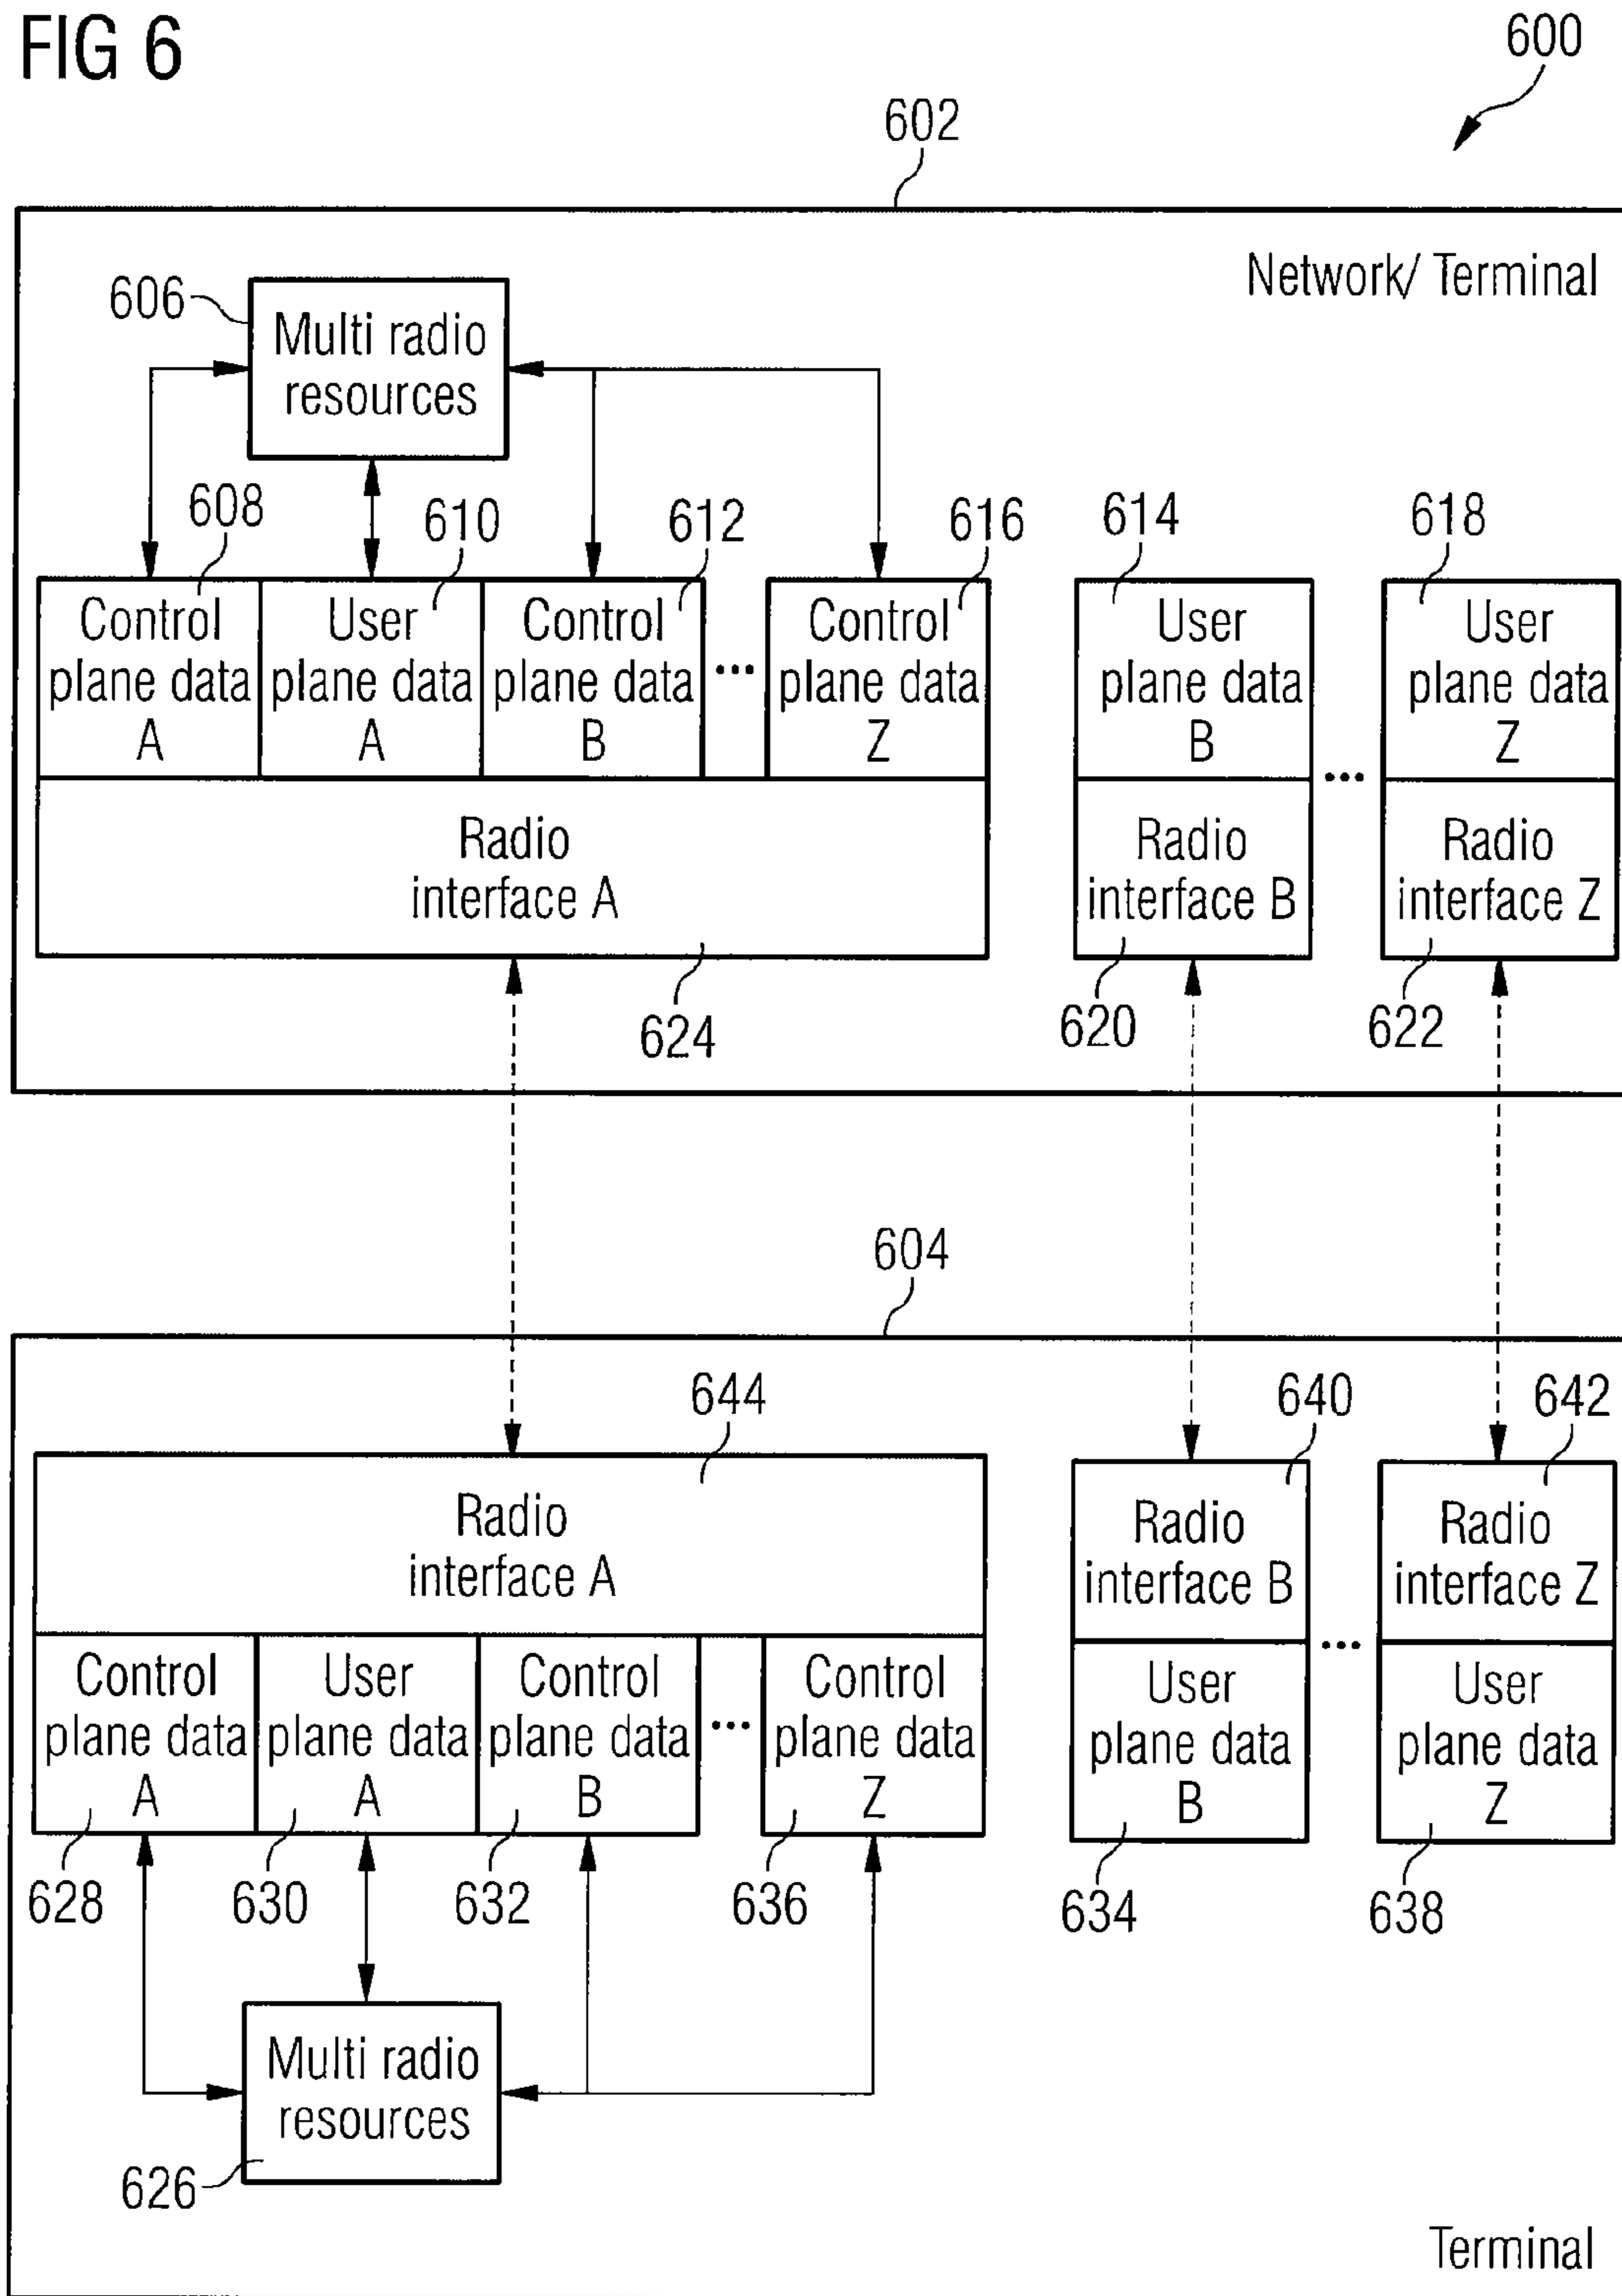 FIG 6
600
602
Network/ Terminal
606
Multi radio
resources
608
610
612
616
614
618
Control
plane data
A
User
plane data
A
Control
plane data
B
...
Control
plane data
Z
User
plane data
B
...
User
plane data
Z
Radio
interface A
Radio
interface B
Radio
interface Z
624
620
622
604
644
640
642
Radio
interface A
Radio
interface B
...
Radio
interface Z
Control
plane data
A
User
plane data
A
Control
plane data
B
...
Control
plane data
Z
User
plane data
B
User
plane data
Z
628
630
632
636
634
638
Multi radio
resources
626
Terminal